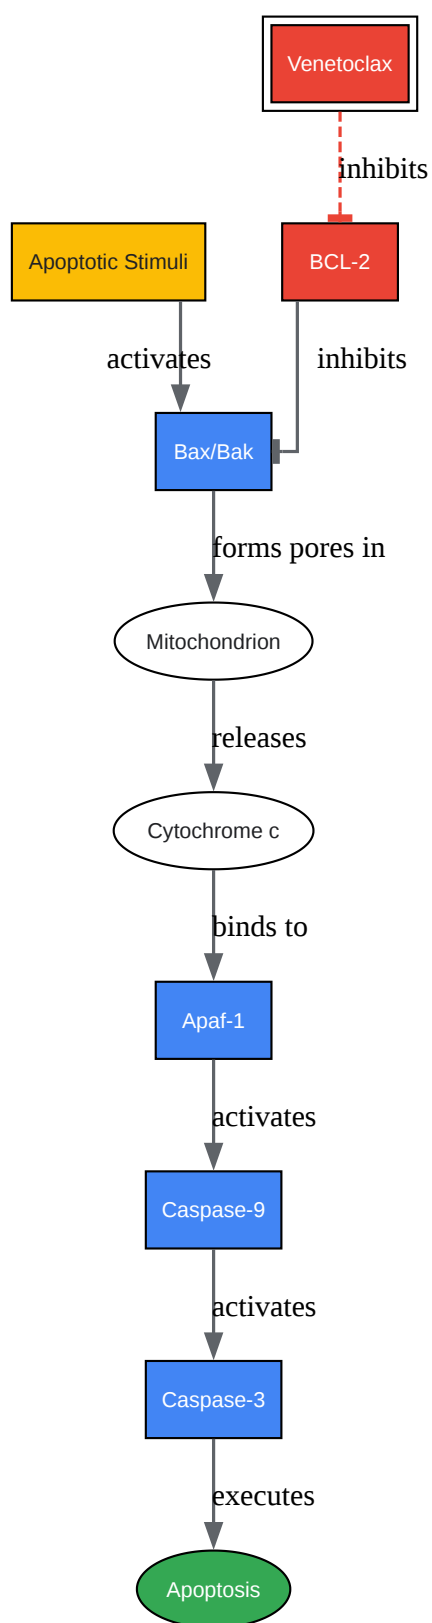 Venetoclax
inhibits
Apoptotic Stimuli
BCL-2
activates
inhibits
Bax/Bak
forms pores in
Mitochondrion
releases
Cytochrome c
binds to
Apaf-1
activates
Caspase-9
activates
Caspase-3
executes
Apoptosis